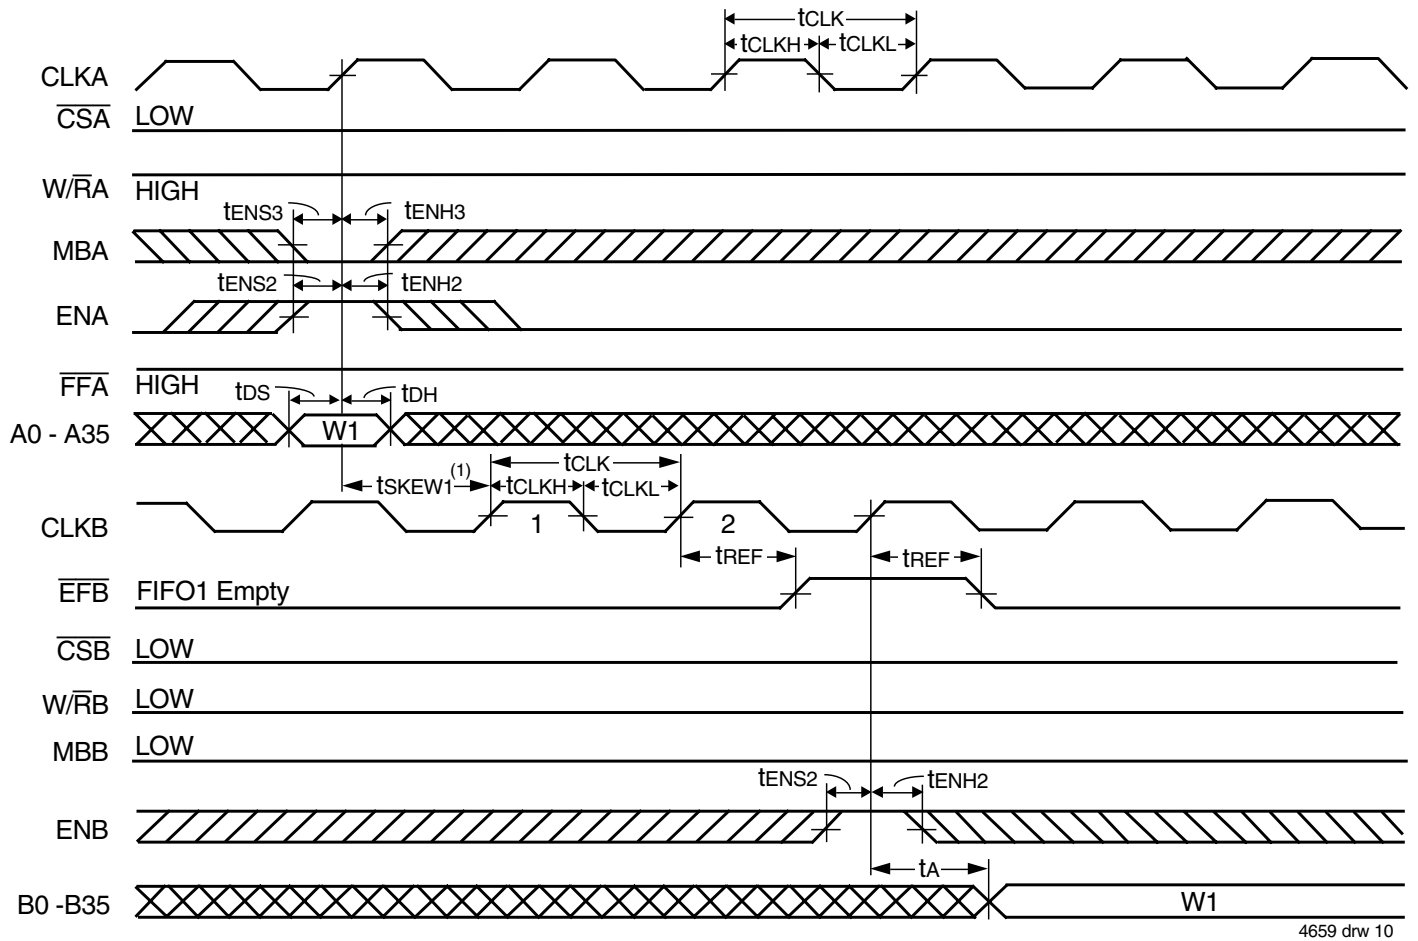 tCLK
tCLKH tCLKL
CLKA
CSA LOW
W/RA HIGH
tENS3 tENH3
MBA
tENS2 tENH2
ENA
FFA HIGH
tDS tDH
A0 - A35 W1
tCLK
tSKEW1(1) tCLKH tCLKL
CLKB 1 2
tREF tREF
EFB FIFO1 Empty
CSB LOW
W/RB LOW
MBB LOW
tENS2 tENH2
ENB
tA
B0 -B35 W1
4659 drw 10